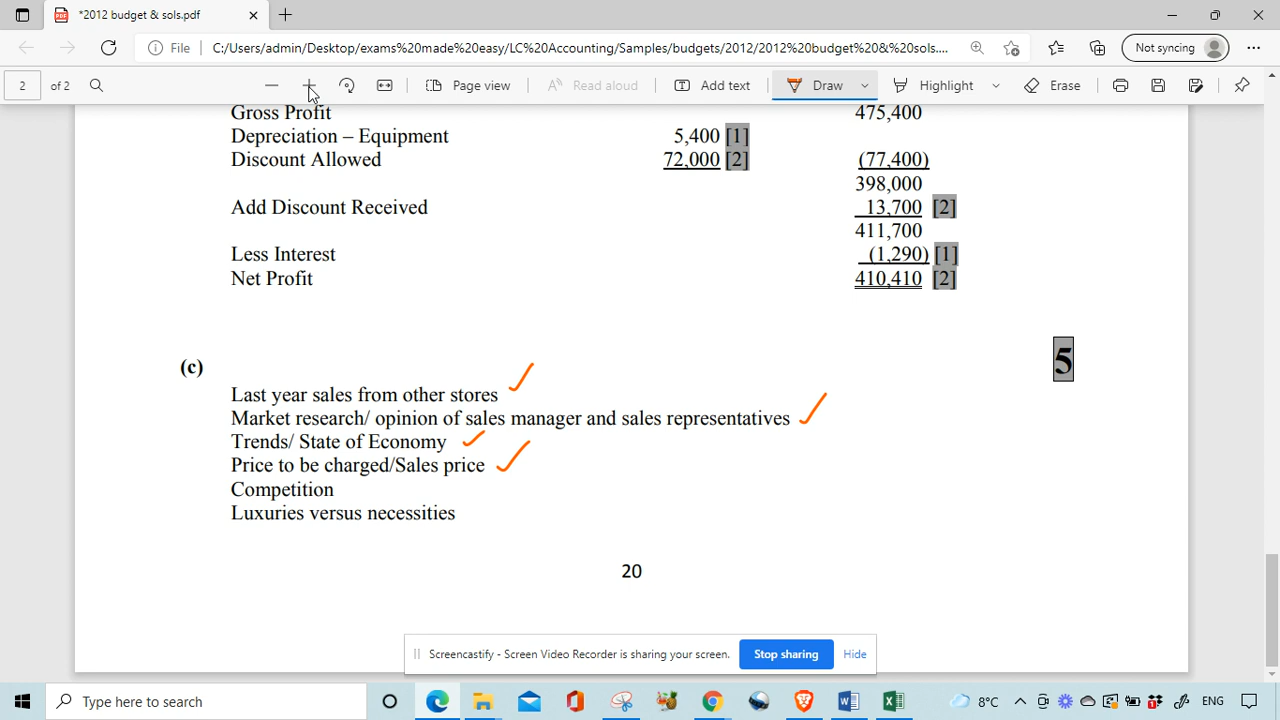 *2012 budget & sols.pdf
File
C:/Users/admin/Desktop/exams%20made%20easy/LC%20Accounting/Samples/budgets/2012/2012%20budget%20&%20sols....
Not syncing
2 of 2
Page view
Read aloud
Add text
Draw
Highlight
Erase
Gross Profit 475,400
Depreciation – Equipment 5,400 [1]
Discount Allowed 72,000 [2] (77,400)
398,000
Add Discount Received 13,700 [2]
411,700
Less Interest (1,290) [1]
Net Profit 410,410 [2]
5
(c)
Last year sales from other stores
Market research/ opinion of sales manager and sales representatives
Trends/ State of Economy
Price to be charged/Sales price
Competition
Luxuries versus necessities
20
Screencastify - Screen Video Recorder is sharing your screen. Stop sharing Hide
Type here to search
8°C
1
ENG